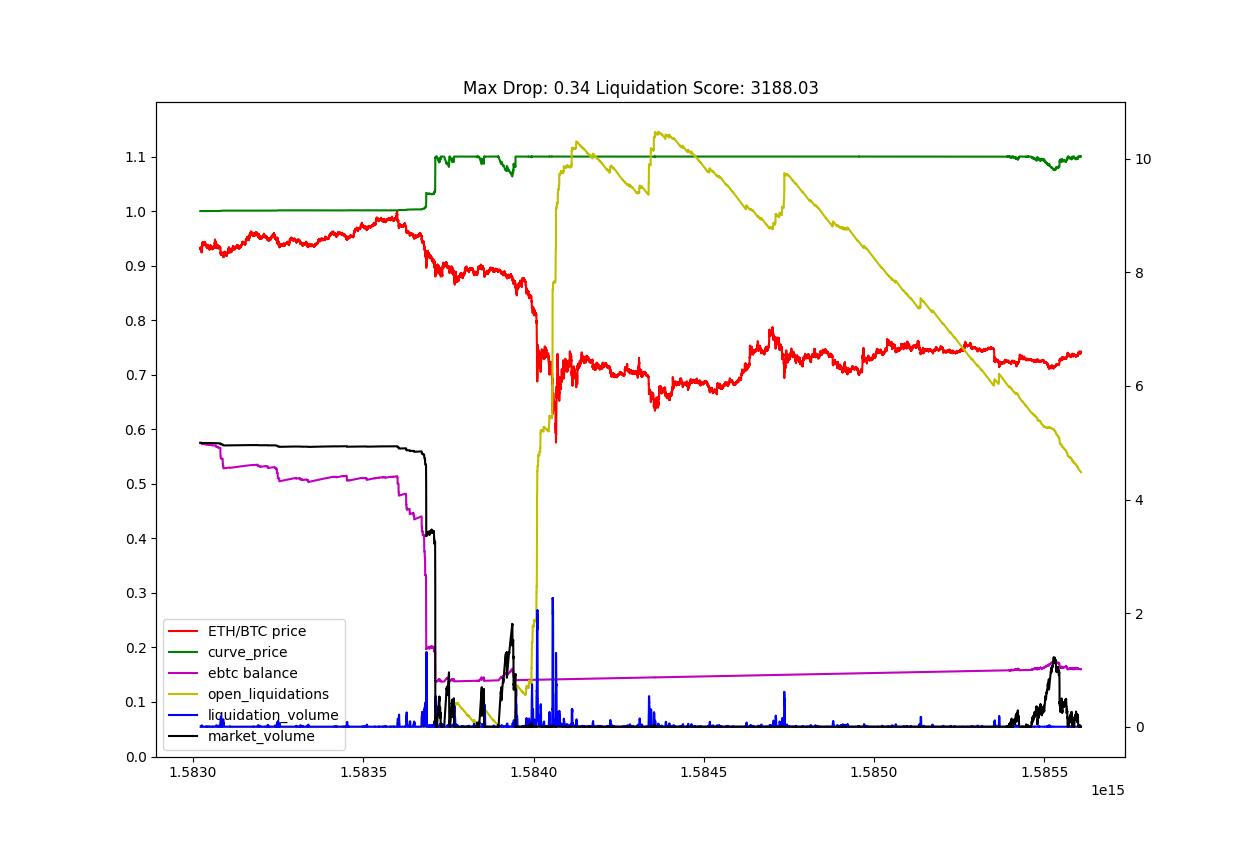 Max Drop: 0.34 Liquidation Score: 3188.03
1.1
1.0
0.9
0.8
0.7
0.6
0.5
0.4
0.3
0.2
0.1
0.0
10
8
6
4
2
0
ETH/BTC price
curve_price
ebtc balance
open_liquidations
liquidation_volume
market_volume
1.5830 1.5835 1.5840 1.5845 1.5850 1.5855
1e15